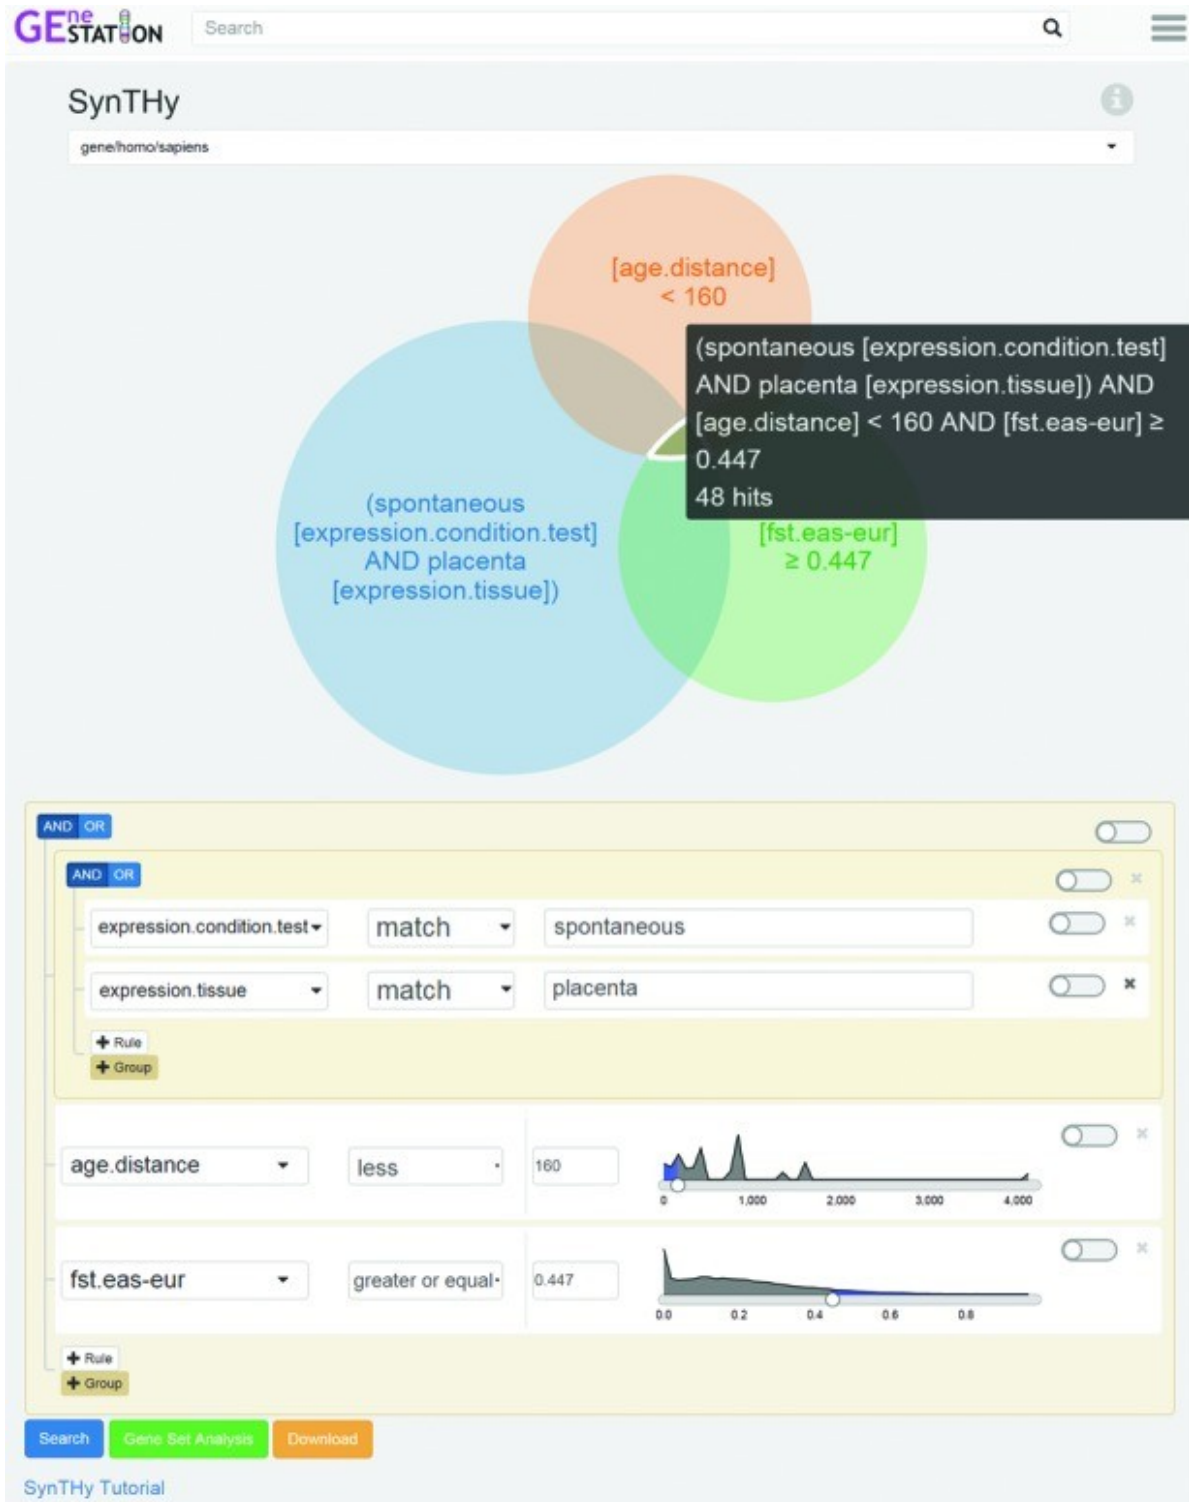 GEneSTATION
Search
SynTHy
gene/homo/sapiens
[age.distance]
< 160
(spontaneous [expression.condition.test]
AND placenta [expression.tissue]) AND
[age.distance] < 160 AND [fst.eas-eur] ≥
0.447
48 hits
(spontaneous
[expression.condition.test]
AND placenta
[expression.tissue])
[fst.eas-eur]
≥ 0.447
AND OR
AND OR
expression.condition.test match spontaneous
expression.tissue match placenta
+ Rule
+ Group
age.distance less 160
0 1,000 2,000 3,000 4,000
fst.eas-eur greater or equal 0.447
0.0 0.2 0.4 0.6 0.8
+ Rule
+ Group
Search Gene Set Analysis Download
SynTHy Tutorial